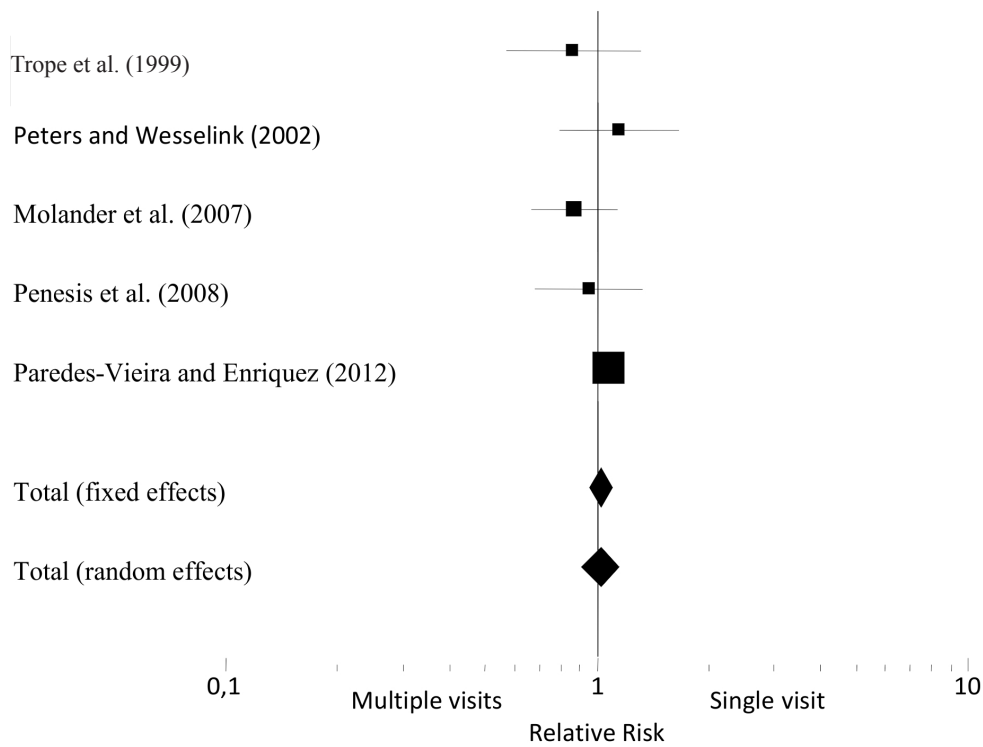 Trope et al. (1999)
Peters and Wesselink (2002)
Molander et al. (2007)
Penesis et al. (2008)
Paredes-Vieira and Enriquez (2012)
Total (fixed effects)
Total (random effects)
0,1 1 10
Multiple visits Single visit
Relative Risk